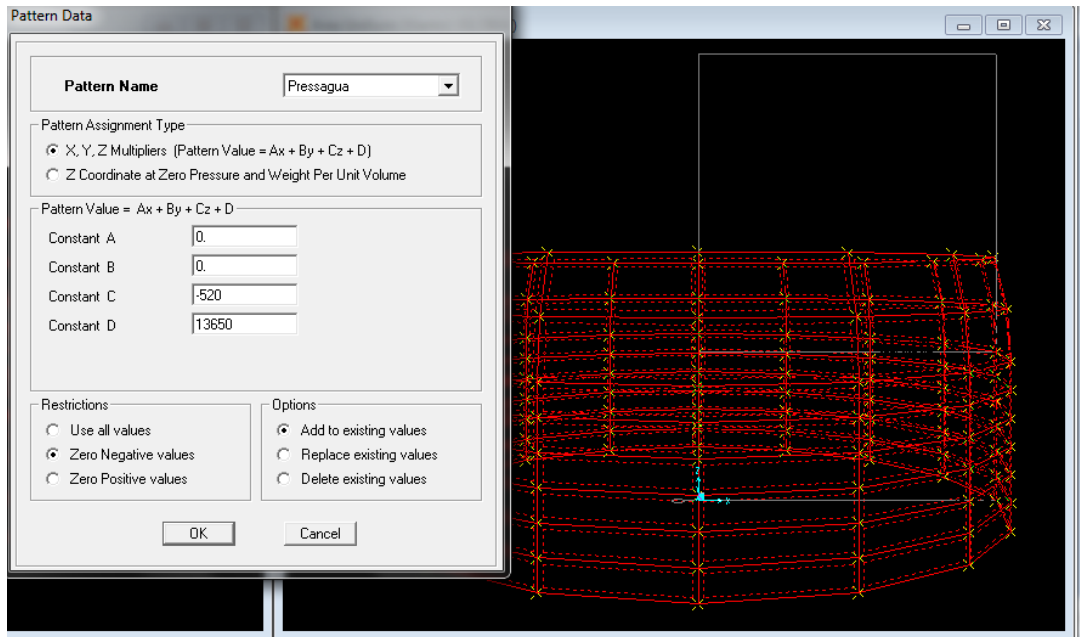 Pattern Data
Pattern Name
Pressagua
Pattern Assignment Type
X, Y, Z Multipliers (Pattern Value = Ax + By + Cz + D)
Z Coordinate at Zero Pressure and Weight Per Unit Volume
Pattern Value = Ax + By + Cz + D
Constant A 0.
Constant B 0.
Constant C -520
Constant D 13650
Restrictions
Use all values
Zero Negative values
Zero Positive values
Options
Add to existing values
Replace existing values
Delete existing values
OK Cancel